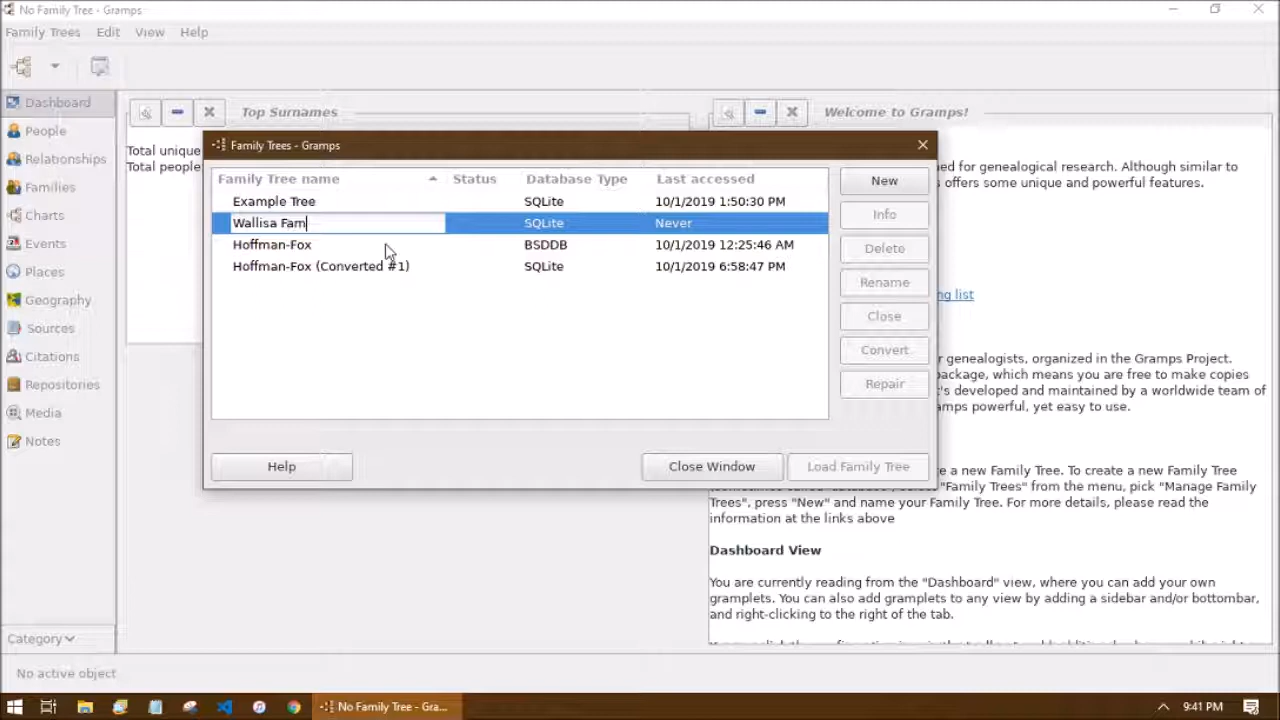 No Family Tree - Gramps
Family Trees Edit View Help
Dashboard
People
Relationships
Families
Charts
Events
Places
Geography
Sources
Citations
Repositories
Media
Notes
Category
No active object
Top Surnames
Total unique
Total people
Welcome to Gramps!
ed for genealogical research. Although similar to
offers some unique and powerful features.
ng list
r genealogists, organized in the Gramps Project.
package, which means you are free to make copies
t's developed and maintained by a worldwide team of
amps powerful, yet easy to use.
e a new Family Tree. To create a new Family Tree
"Family Trees" from the menu, pick "Manage Family
Trees", press "New" and name your Family Tree. For more details, please read the
information at the links above
Dashboard View
You are currently reading from the "Dashboard" view, where you can add your own
gramplets. You can also add gramplets to any view by adding a sidebar and/or bottombar,
and right-clicking to the right of the tab.
Family Trees - Gramps
Family Tree name Status Database Type Last accessed
Example Tree SQLite 10/1/2019 1:50:30 PM
Wallisa Fam SQLite Never
Hoffman-Fox BSDDB 10/1/2019 12:25:46 AM
Hoffman-Fox (Converted #1) SQLite 10/1/2019 6:58:47 PM
New
Info
Delete
Rename
Close
Convert
Repair
Help
Close Window
Load Family Tree
No Family Tree - Gra...
9:41 PM